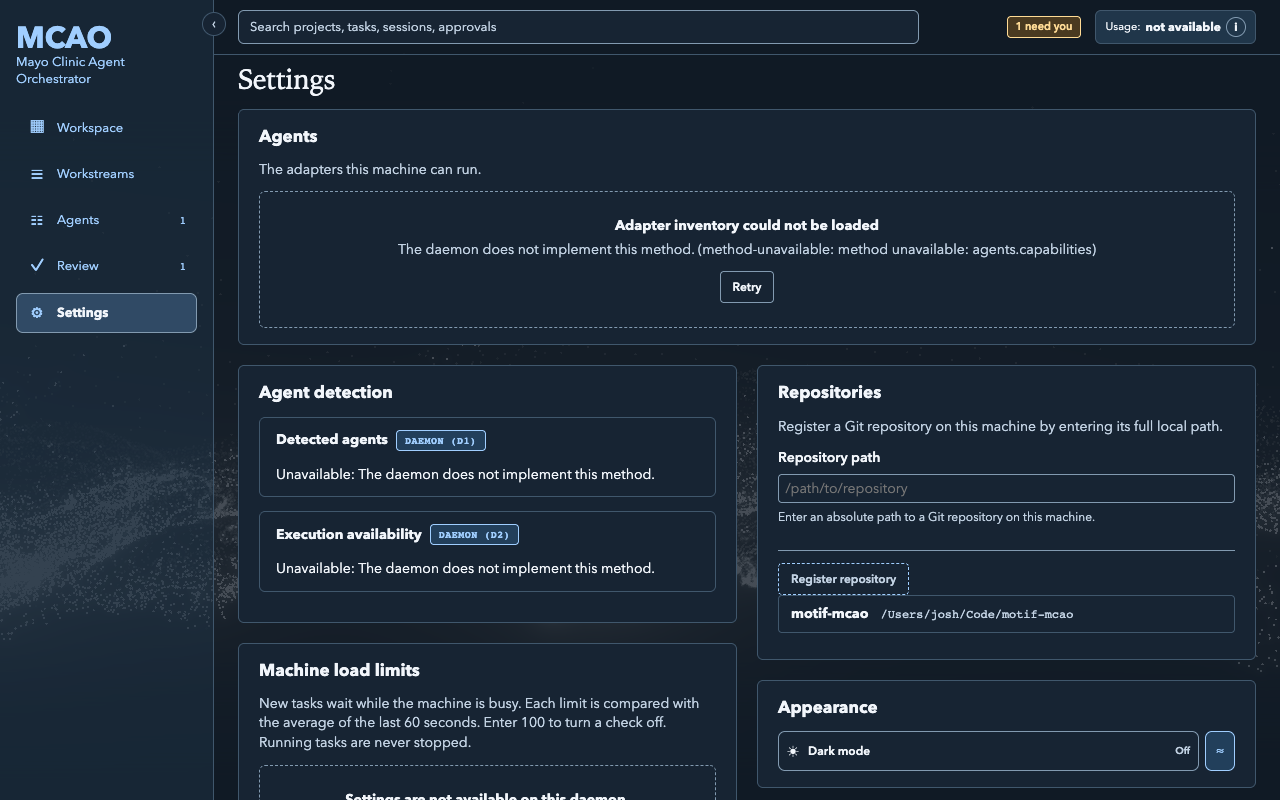 MCAO
Mayo Clinic Agent
Orchestrator
Workspace
Workstreams
Agents 1
Review 1
Settings
Search projects, tasks, sessions, approvals
1 need you
Usage: not available i
Settings
Agents
The adapters this machine can run.
Adapter inventory could not be loaded
The daemon does not implement this method. (method-unavailable: method unavailable: agents.capabilities)
Retry
Agent detection
Detected agents DAEMON (D1)
Unavailable: The daemon does not implement this method.
Execution availability DAEMON (D2)
Unavailable: The daemon does not implement this method.
Machine load limits
New tasks wait while the machine is busy. Each limit is compared with
the average of the last 60 seconds. Enter 100 to turn a check off.
Running tasks are never stopped.
Settings are not available on this daemon
Repositories
Register a Git repository on this machine by entering its full local path.
Repository path
/path/to/repository
Enter an absolute path to a Git repository on this machine.
Register repository
motif-mcao /Users/josh/Code/motif-mcao
Appearance
Dark mode Off